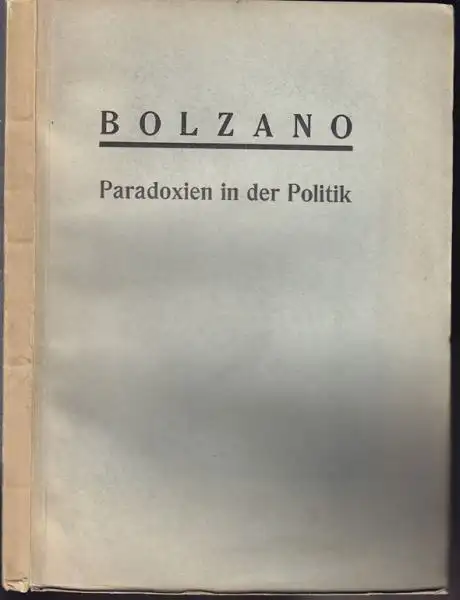 BOLZANO
Paradoxien in der Politik